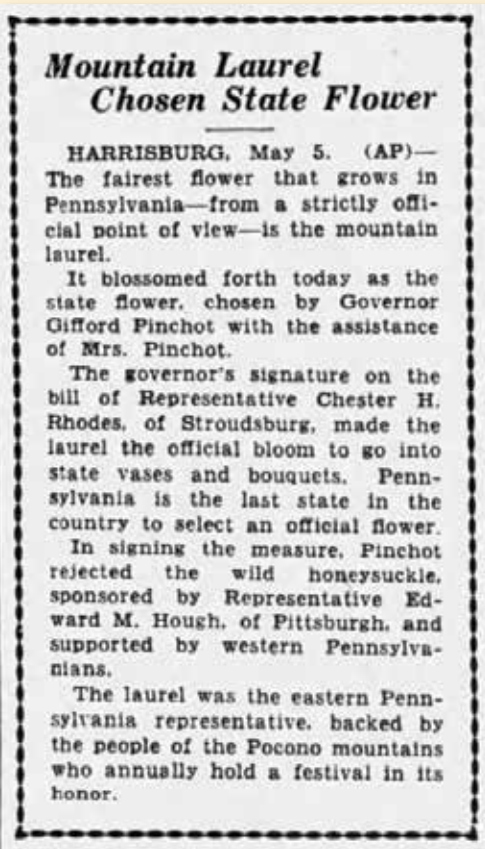 Mountain Laurel
Chosen State Flower
HARRISBURG, May 5. (AP)—
The fairest flower that grows in
Pennsylvania—from a strictly offi-
cial point of view—is the mountain
laurel.
It blossomed forth today as the
state flower, chosen by Governor
Gifford Pinchot with the assistance
of Mrs. Pinchot.
The governor's signature on the
bill of Representative Chester H.
Rhodes, of Stroudsburg, made the
laurel the official bloom to go into
state vases and bouquets. Penn-
sylvania is the last state in the
country to select an official flower.
In signing the measure, Pinchot
rejected the wild honeysuckle,
sponsored by Representative Ed-
ward M. Hough, of Pittsburgh, and
supported by western Pennsylva-
nians.
The laurel was the eastern Penn-
sylvania representative, backed by
the people of the Pocono mountains
who annually hold a festival in its
honor.